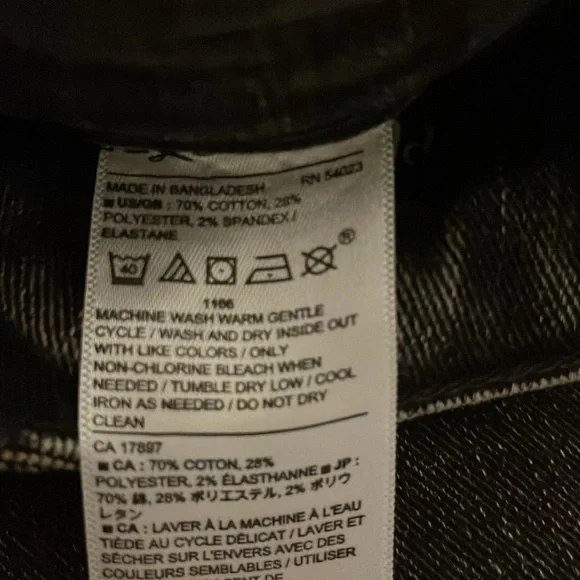 RN 54023
MADE IN BANGLADESH
■ US/GB : 70% COTTON, 28%
POLYESTER, 2% SPANDEX /
ELASTANE
40
®
1166
MACHINE WASH WARM GENTLE
CYCLE / WASH AND DRY INSIDE OUT
WITH LIKE COLORS / ONLY
NON-CHLORINE BLEACH WHEN
NEEDED / TUMBLE DRY LOW / COOL
IRON AS NEEDED / DO NOT DRY
CLEAN
CA 17897
■ CA : 70% COTON, 28%
POLYESTER, 2% ÉLASTHANNE ■ JP :
70% 綿, 28% ポリエステル, 2% ポリウ
レタン
■ CA : LAVER À LA MACHINE À L'EAU
TIÈDE AU CYCLE DÉLICAT / LAVER ET
SÉCHER SUR L'ENVERS AVEC DES
COULEURS SEMBLABLES / UTILISER